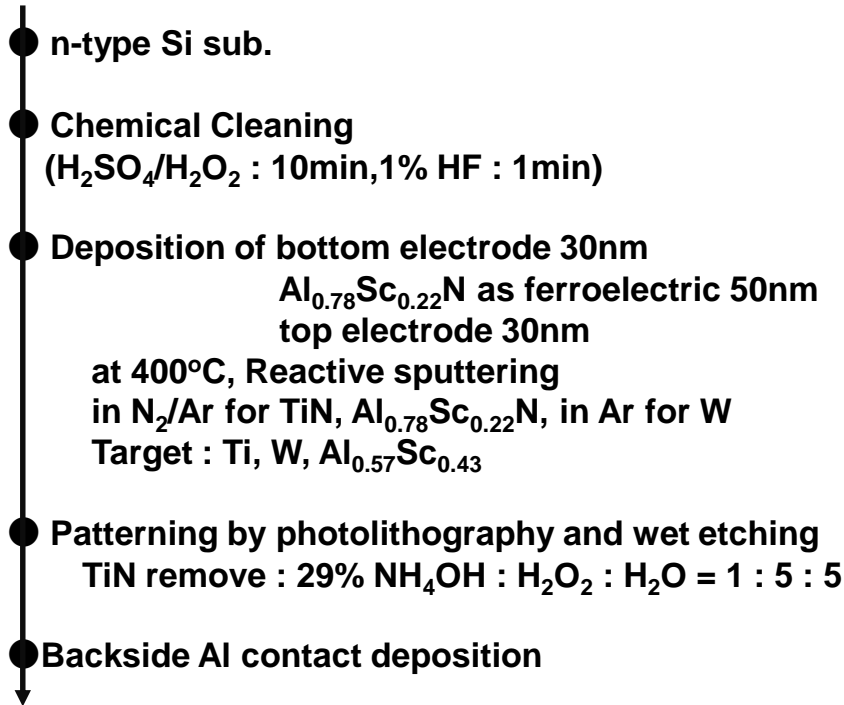 n-type Si sub.
Chemical Cleaning
(H₂SO₄/H₂O₂ : 10min,1% HF : 1min)
Deposition of bottom electrode 30nm
Al₀.₇₈Sc₀.₂₂N as ferroelectric 50nm
top electrode 30nm
at 400°C, Reactive sputtering
in N₂/Ar for TiN, Al₀.₇₈Sc₀.₂₂N, in Ar for W
Target : Ti, W, Al₀.₅₇Sc₀.₄₃
Patterning by photolithography and wet etching
TiN remove : 29% NH₄OH : H₂O₂ : H₂O = 1 : 5 : 5
Backside Al contact deposition